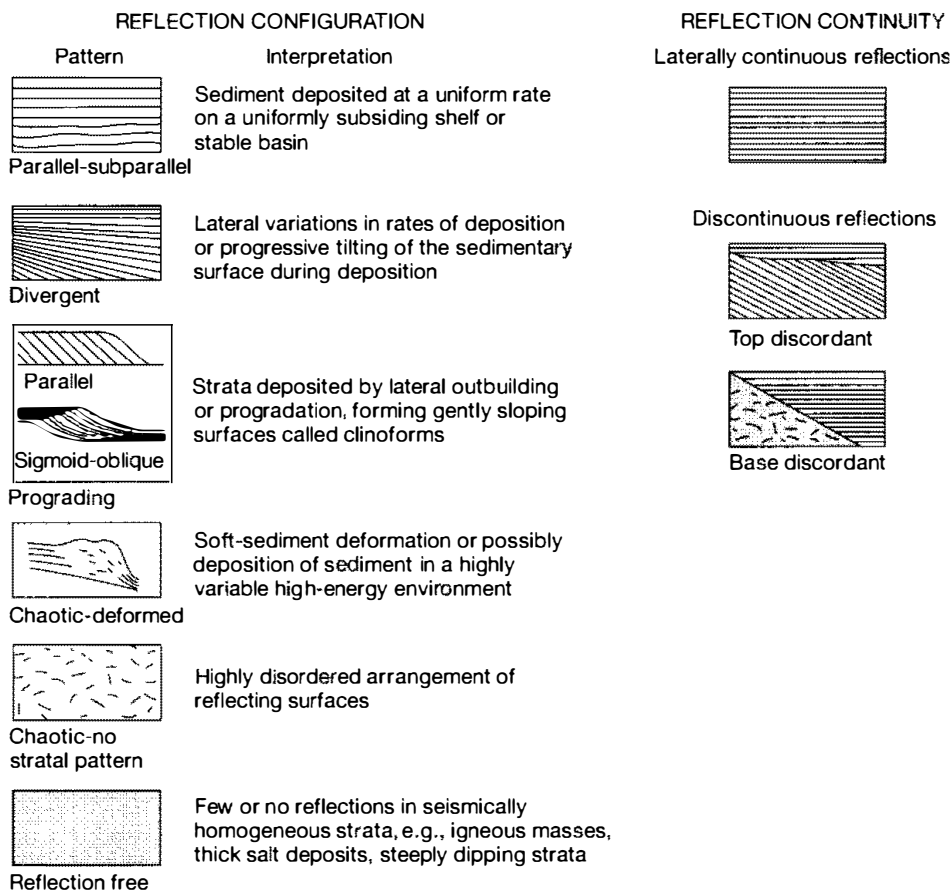 REFLECTION CONFIGURATION
Pattern
Interpretation
Sediment deposited at a uniform rate
on a uniformly subsiding shelf or
stable basin
Parallel-subparallel
Lateral variations in rates of deposition
or progressive tilting of the sedimentary
surface during deposition
Divergent
Parallel
Sigmoid-oblique
Strata deposited by lateral outbuilding
or progradation, forming gently sloping
surfaces called clinoforms
Prograding
Soft-sediment deformation or possibly
deposition of sediment in a highly
variable high-energy environment
Chaotic-deformed
Highly disordered arrangement of
reflecting surfaces
Chaotic-no
stratal pattern
Few or no reflections in seismically
homogeneous strata, e.g., igneous masses,
thick salt deposits, steeply dipping strata
Reflection free
REFLECTION CONTINUITY
Laterally continuous reflections
Discontinuous reflections
Top discordant
Base discordant